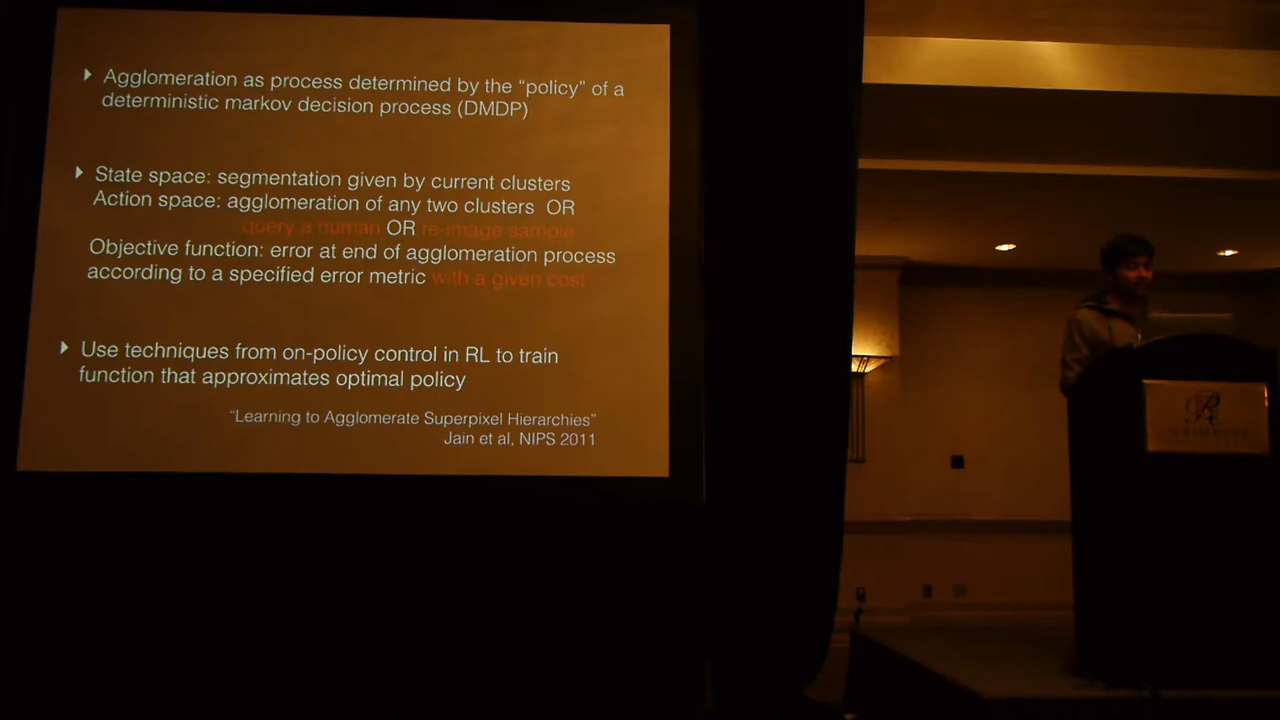 Agglomeration as process determined by the “policy” of a
deterministic markov decision process (DMDP)
State space: segmentation given by current clusters
Action space: agglomeration of any two clusters OR
query a human OR re-image sample
Objective function: error at end of agglomeration process
according to a specified error metric with a given cost
Use techniques from on-policy control in RL to train
function that approximates optimal policy
“Learning to Agglomerate Superpixel Hierarchies”
Jain et al, NIPS 2011